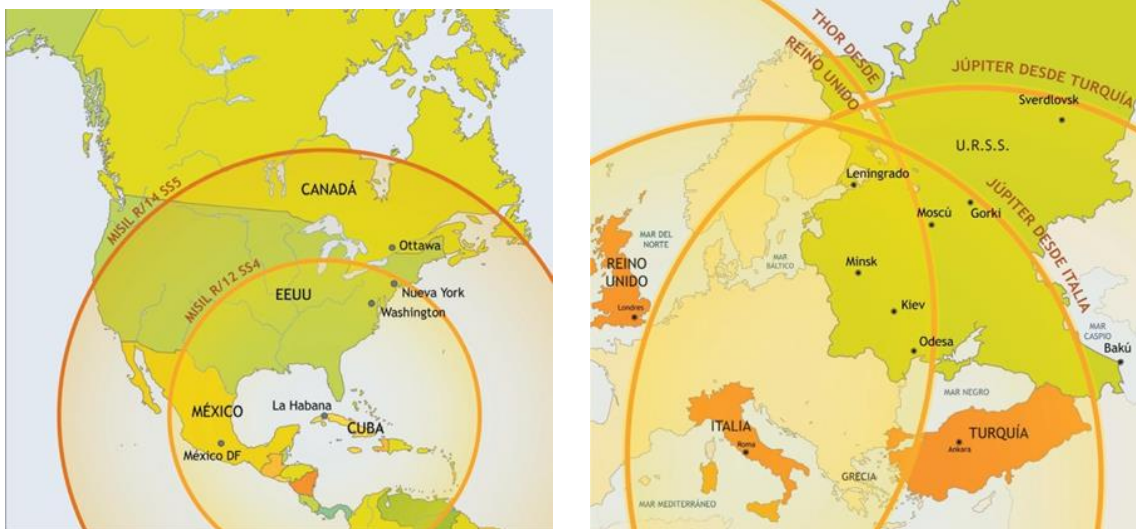 CANADÁ
MISIL R/14 SS5
Ottawa
MISIL R/12 SS4
EEUU
Nueva York
Washington
La Habana
MÉXICO
CUBA
México DF
THOR DESDE
REINO UNIDO
JÚPITER DESDE TURQUÍA
Sverdlovsk
U.R.S.S.
Leningrado
JÚPITER DESDE ITALIA
Gorki
Moscú
MAR DEL
NORTE
MAR
BÁLTICO
REINO
UNIDO
Minsk
Londres
Kiev
MAR
CASPIO
Odesa
Bakú
MAR NEGRO
ITALIA
Roma
TURQUÍA
Ankara
GRECIA
MAR MEDITERRÁNEO